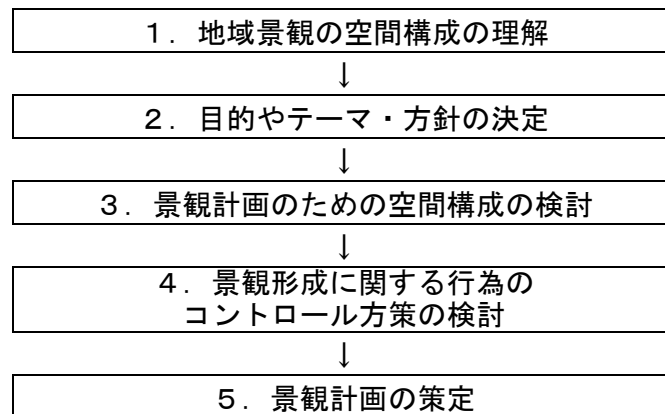 １．地域景観の空間構成の理解
↓
２．目的やテーマ・方針の決定
↓
３．景観計画のための空間構成の検討
↓
４．景観形成に関する行為の
コントロール方策の検討
↓
５．景観計画の策定